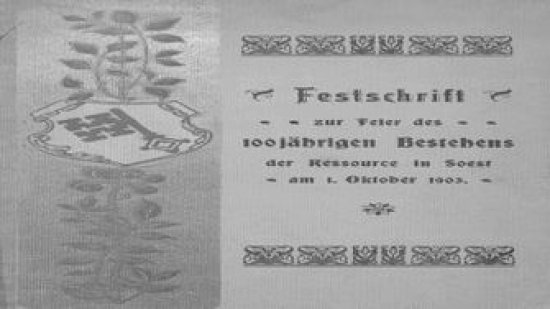 Festschrift
zur Feier des
100jährigen Bestehens
der Ressource in Soest
am 1. Oktober 1903.